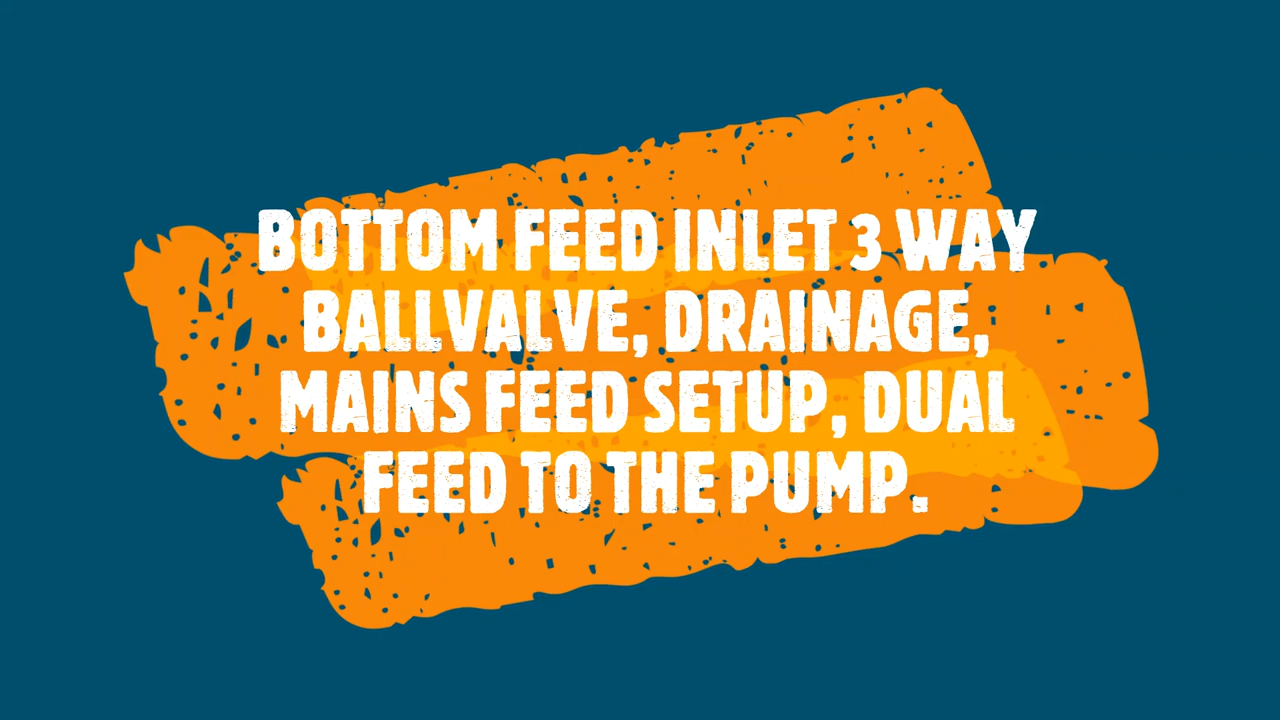 BOTTOM FEED INLET 3 WAY
BALLVALVE, DRAINAGE,
MAINS FEED SETUP, DUAL
FEED TO THE PUMP.